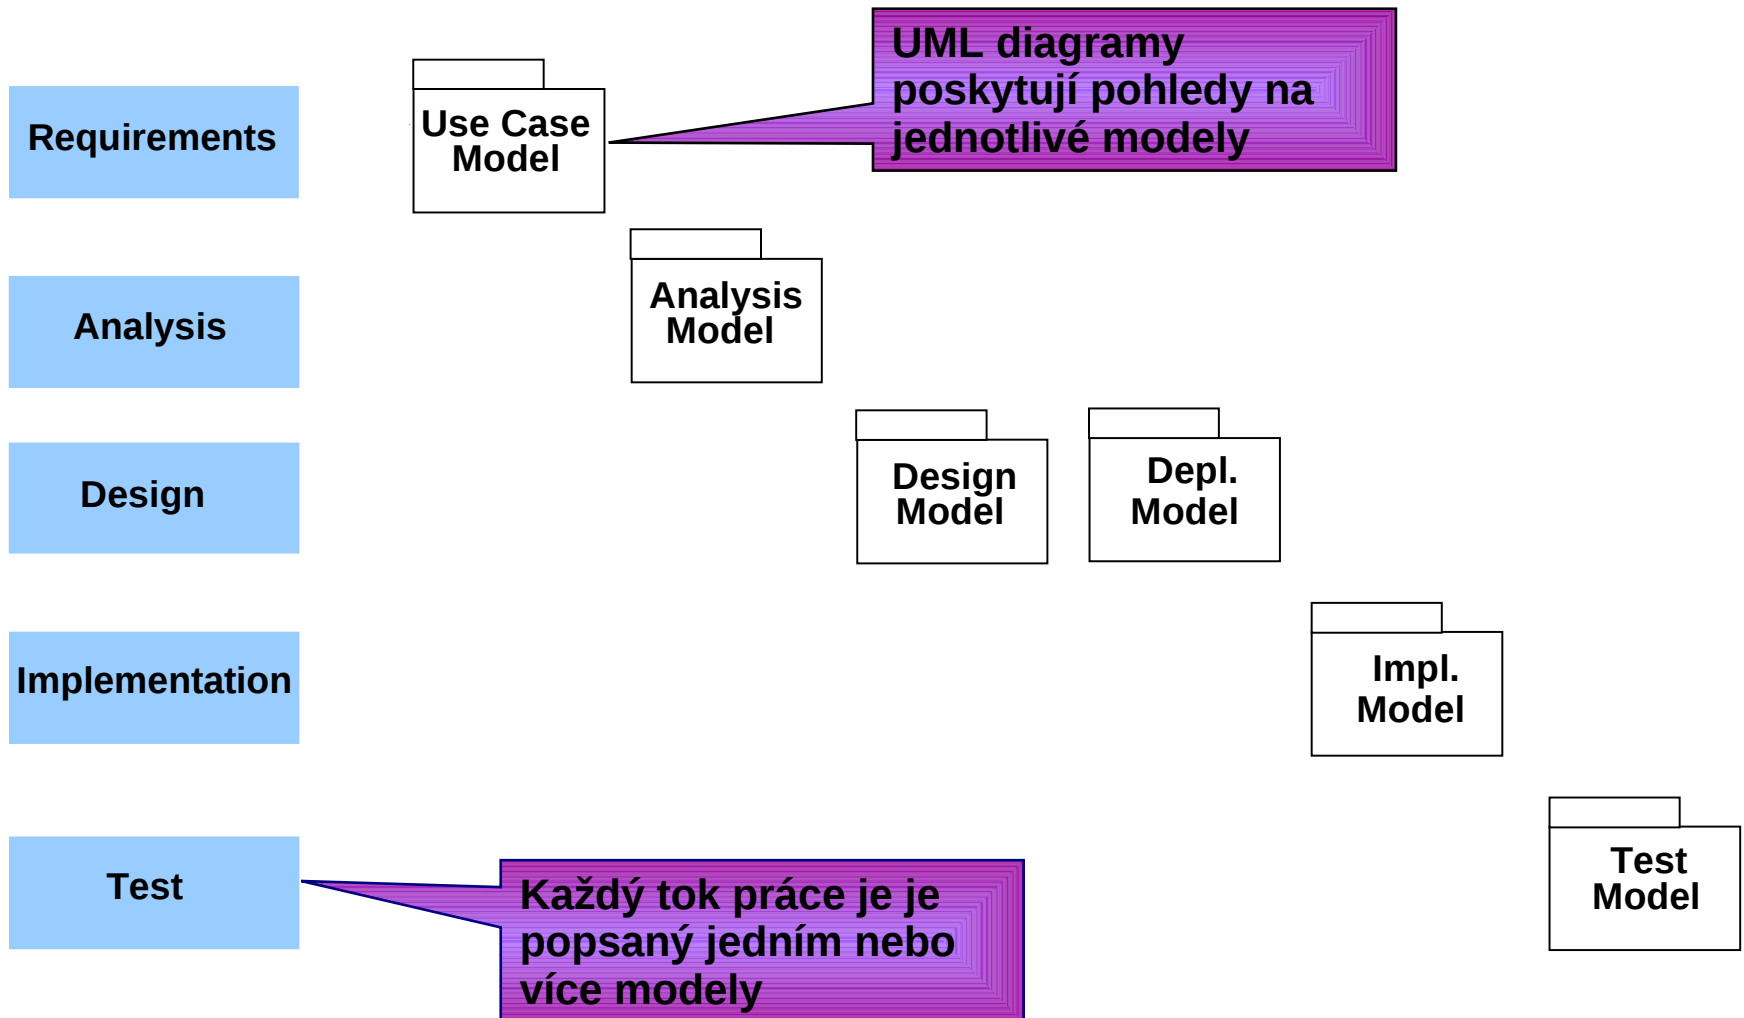 UML diagramy
poskytují pohledy na
jednotlivé modely
Requirements
Use Case
Model
Analysis
Analysis
Model
Design
Design
Model
Depl.
Model
Implementation
Impl.
Model
Test
Test
Model
Každý tok práce je je
popsaný jedním nebo
více modely